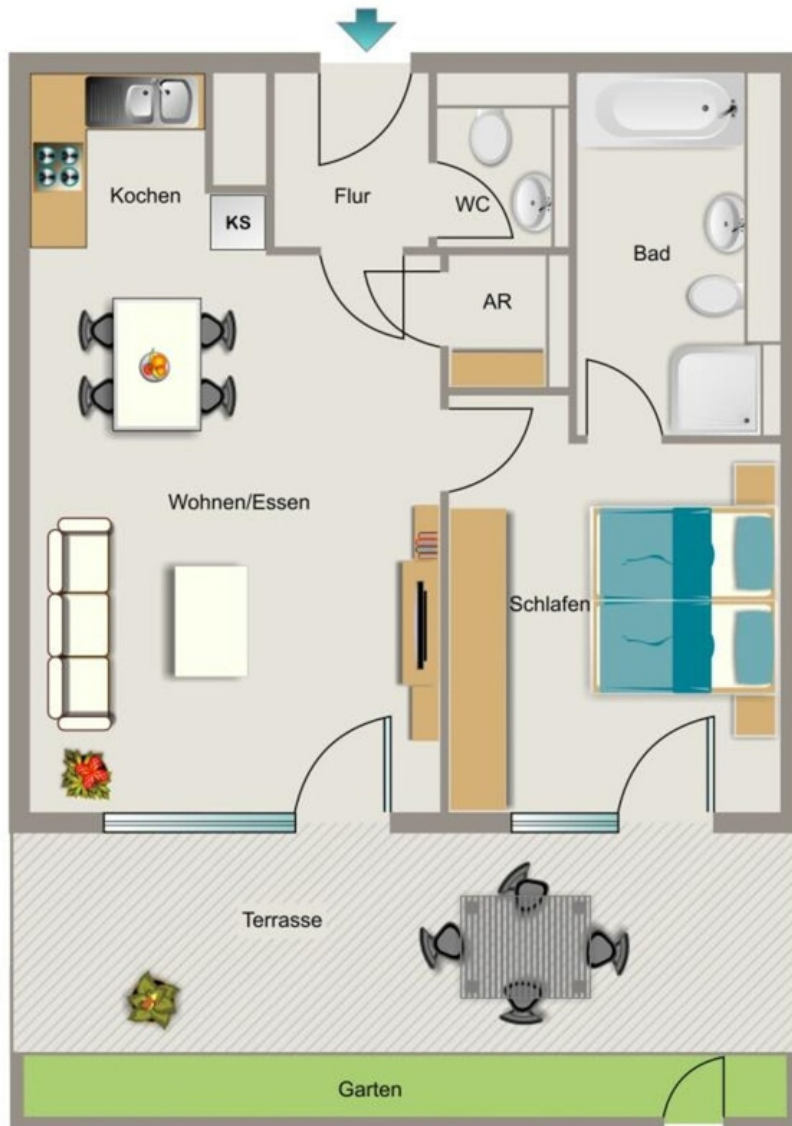 Kochen
KS
Flur
WC
Bad
AR
Wohnen/Essen
Schlafen
Terrasse
Garten